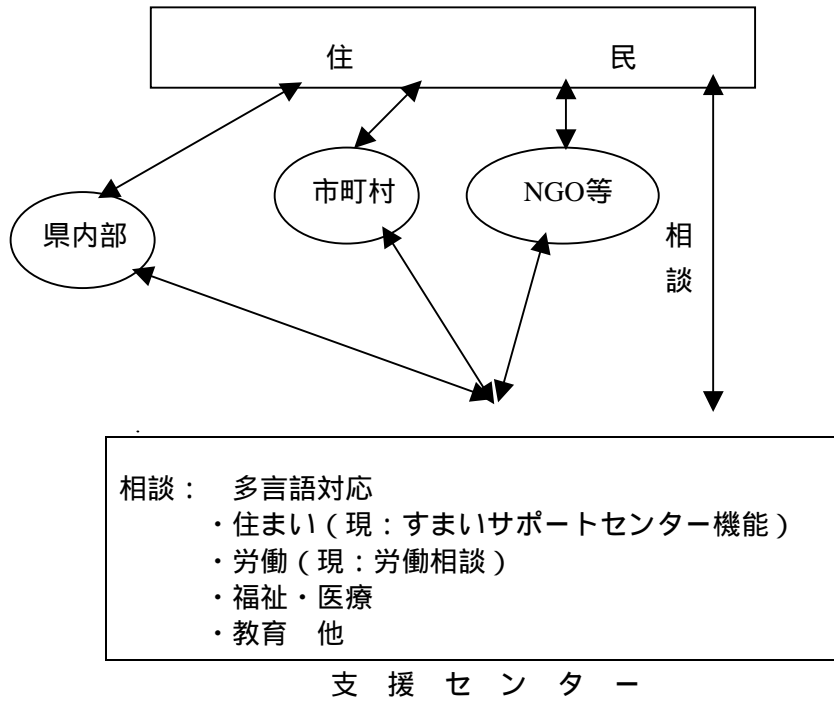 住 民
市町村
NGO等
県内部
相
談
相談： 多言語対応
・住まい（現：すまいサポートセンター機能）
・労働（現：労働相談）
・福祉・医療
・教育 他
支 援 セ ン タ ー